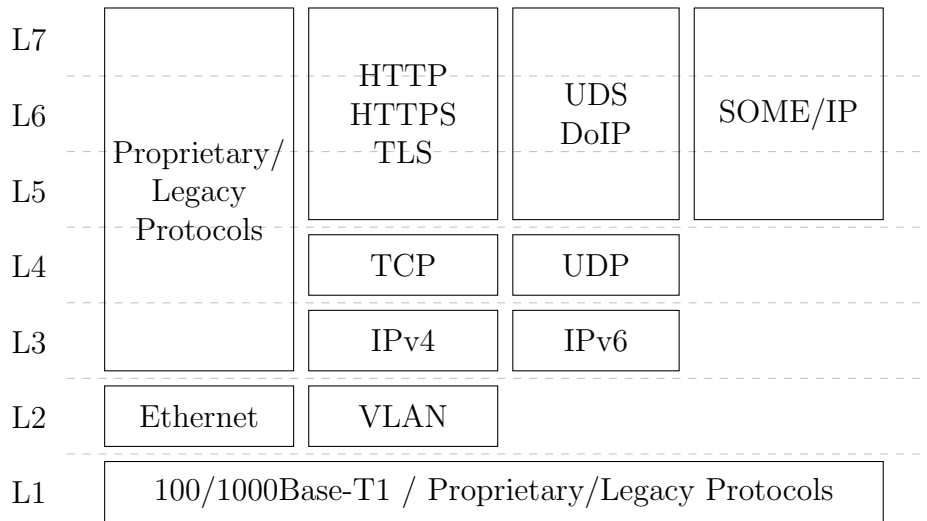 L7
HTTP
HTTPS
TLS
UDS
DoIP
SOME/IP
L6
Proprietary/
Legacy
Protocols
L5
L4
TCP
UDP
L3
IPv4
IPv6
L2
Ethernet
VLAN
L1
100/1000Base-T1 / Proprietary/Legacy Protocols